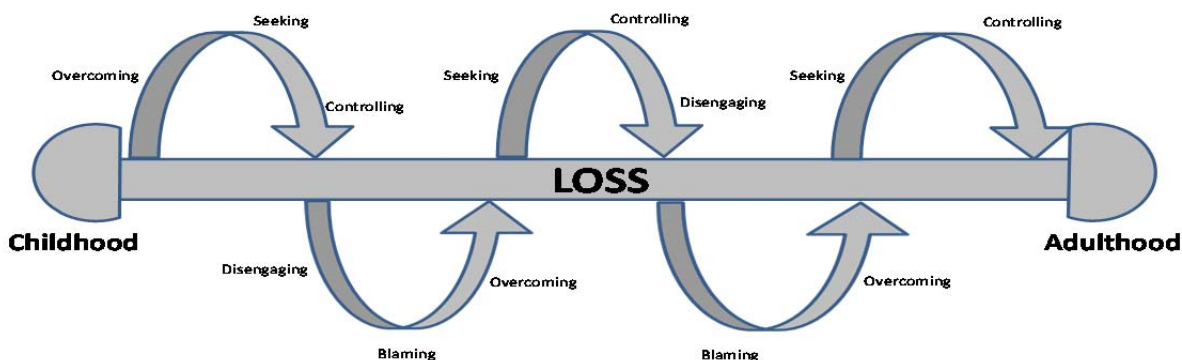 Seeking
Controlling
Controlling
Overcoming
Seeking
Seeking
Controlling
Disengaging
LOSS
Childhood
Adulthood
Disengaging
Overcoming
Overcoming
Blaming
Blaming